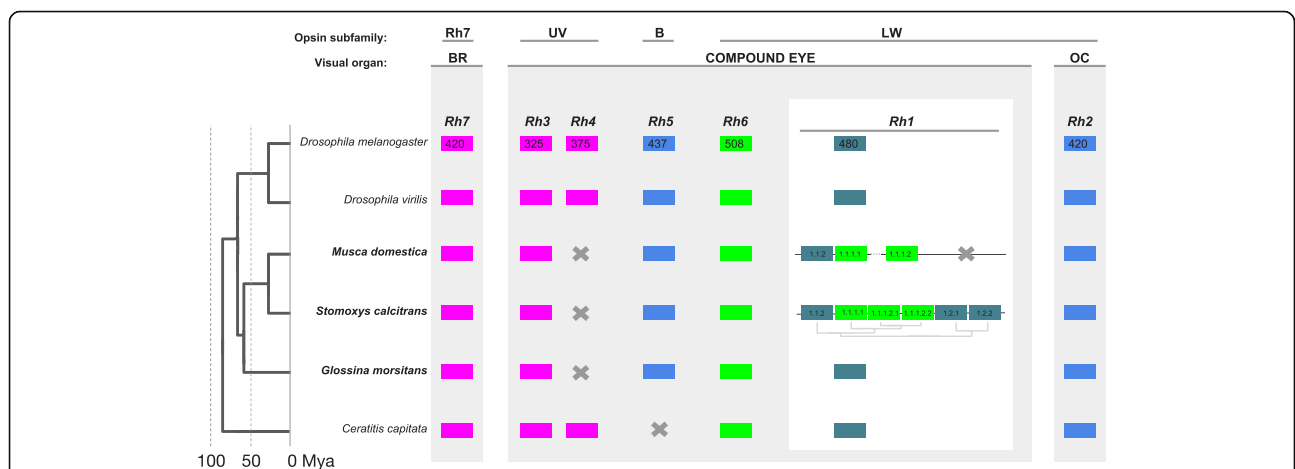 Opsin subfamily: Rh7 UV B LW
Visual organ: BR COMPOUND EYE OC
Rh7 Rh3 Rh4 Rh5 Rh6 Rh1 Rh2
Drosophila melanogaster 420 325 375 437 508 480 420
Drosophila virilis
Musca domestica 1.1.2 1.1.1.1 1.1.1.2
Stomoxys calcitrans 1.1.2 1.1.1.1 1.1.1.2.1 1.1.1.2.2 1.2.1 1.2.2
Glossina morsitans
Ceratitis capitata
100 50 0 Mya